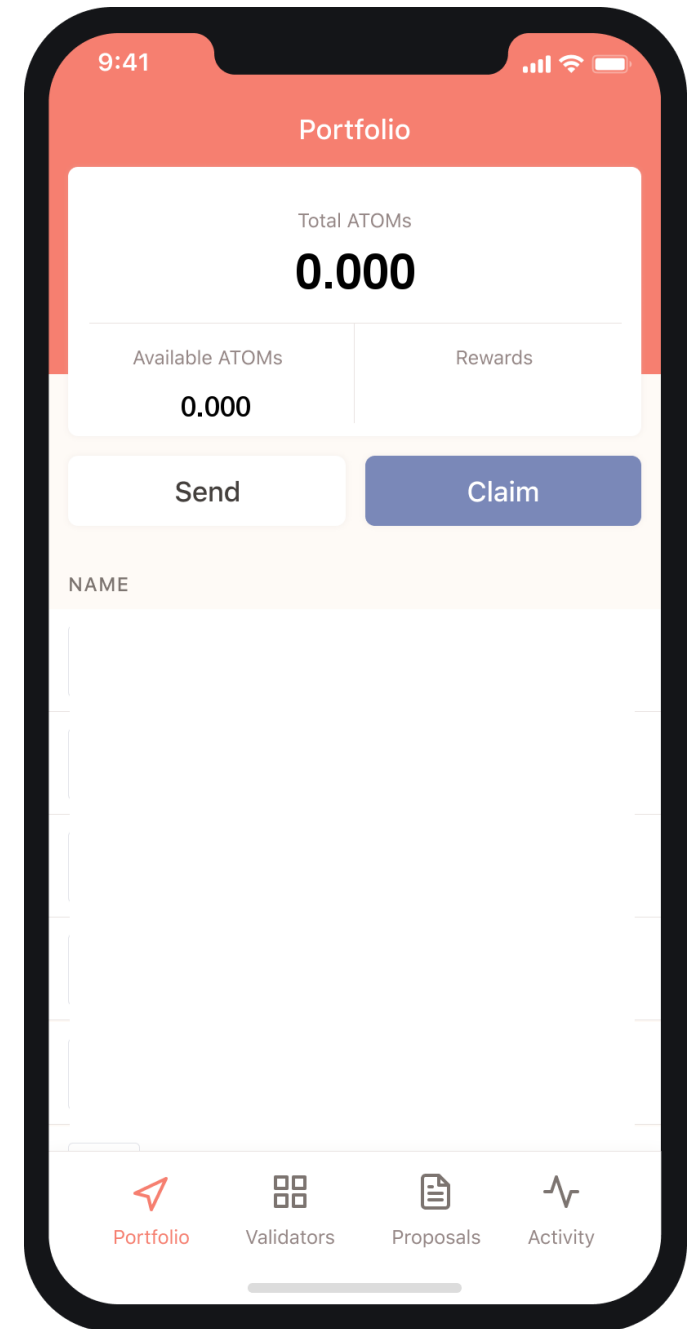 9:41
Portfolio
Total ATOMs
0.000
Available ATOMs
Rewards
0.000
Send
Claim
NAME
Portfolio
Validators
Proposals
Activity